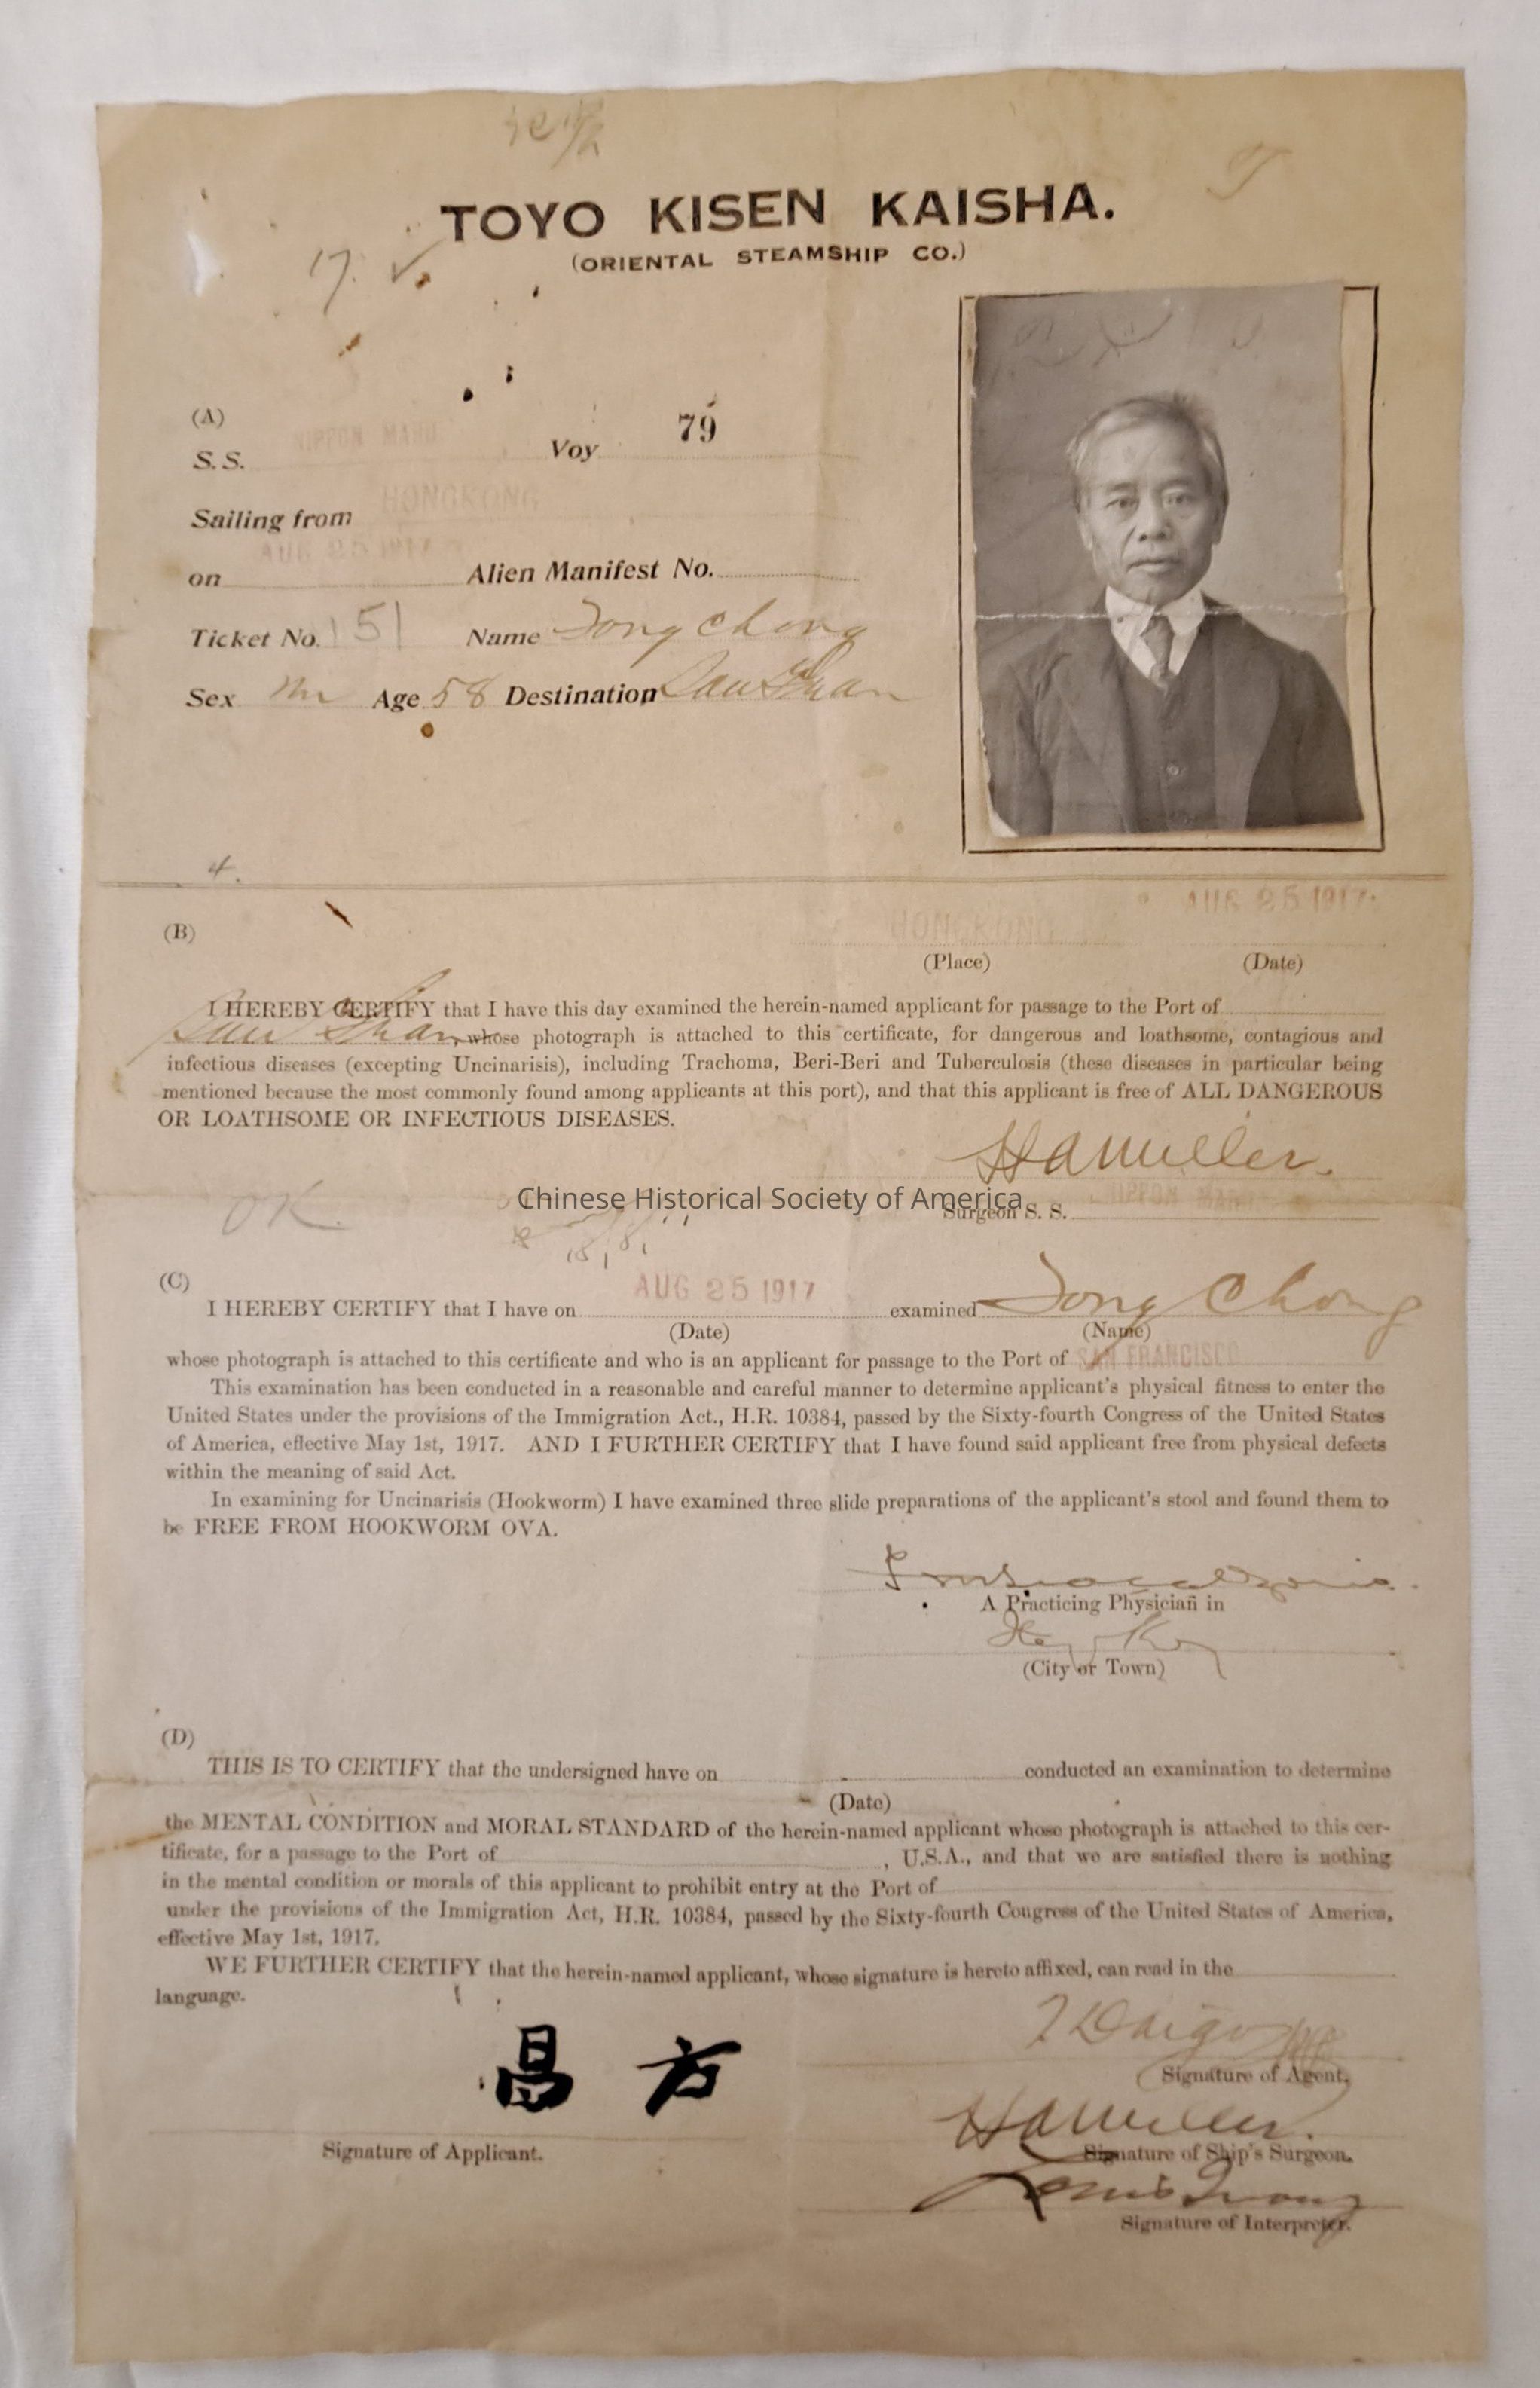 TOYO KISEN KAISHA.
(ORIENTAL STEAMSHIP CO.)
17. ✓
(A)
S.S. NIPPON MARU Voy 79
Sailing from HONGKONG
on AUG 25 1917 Alien Manifest No.
Ticket No. 151 Name Fong Chong
Sex m Age 58 Destination San Fran
4.
(B)
HONGKONG AUG 25 1917
(Place) (Date)
I HEREBY CERTIFY that I have this day examined the herein-named applicant for passage to the Port of
San Fran whose photograph is attached to this certificate, for dangerous and loathsome, contagious and
infectious diseases (excepting Uncinarisis), including Trachoma, Beri-Beri and Tuberculosis (these diseases in particular being
mentioned because the most commonly found among applicants at this port), and that this applicant is free of ALL DANGEROUS
OR LOATHSOME OR INFECTIOUS DISEASES.
HAMuller.
Chinese Historical Society of America
Surgeon S. S. NIPPON MARU
OK
(C)
I HEREBY CERTIFY that I have on AUG 25 1917 examined Fong Chong
(Date) (Name)
whose photograph is attached to this certificate and who is an applicant for passage to the Port of SAN FRANCISCO
This examination has been conducted in a reasonable and careful manner to determine applicant's physical fitness to enter the
United States under the provisions of the Immigration Act., H.R. 10384, passed by the Sixty-fourth Congress of the United States
of America, effective May 1st, 1917. AND I FURTHER CERTIFY that I have found said applicant free from physical defects
within the meaning of said Act.
In examining for Uncinarisis (Hookworm) I have examined three slide preparations of the applicant's stool and found them to
be FREE FROM HOOKWORM OVA.
A Practicing Physician in
(City or Town)
(D)
THIS IS TO CERTIFY that the undersigned have on conducted an examination to determine
(Date)
the MENTAL CONDITION and MORAL STANDARD of the herein-named applicant whose photograph is attached to this cer-
tificate, for a passage to the Port of , U.S.A., and that we are satisfied there is nothing
in the mental condition or morals of this applicant to prohibit entry at the Port of
under the provisions of the Immigration Act, H.R. 10384, passed by the Sixty-fourth Congress of the United States of America,
effective May 1st, 1917.
WE FURTHER CERTIFY that the herein-named applicant, whose signature is hereto affixed, can read in the
language.
昌 方
Signature of Agent.
HAMuller.
Signature of Applicant.
Signature of Ship's Surgeon.
Signature of Interpreter.